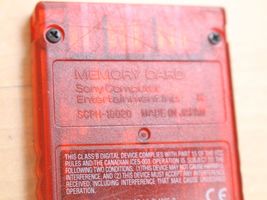 MEMORY CARD
Sony Computer
Entertainment Inc.
SCPH-10020 MADE IN JAPAN
THIS CLASS B DIGITAL DEVICE COMPLIES WITH PART 15 OF THE
FCC RULES AND THE CANADIAN ICES-003 OPERATION IS SUBJECT TO THE
FOLLOWING TWO CONDITIONS: (1) THIS DEVICE MAY NOT CAUSE HARMFUL
INTERFERENCE, AND (2) THIS DEVICE MUST ACCEPT ANY INTERFERENCE
RECEIVED, INCLUDING INTERFERENCE THAT MAY CAUSE UNDESIRED
OPERATION.
CE